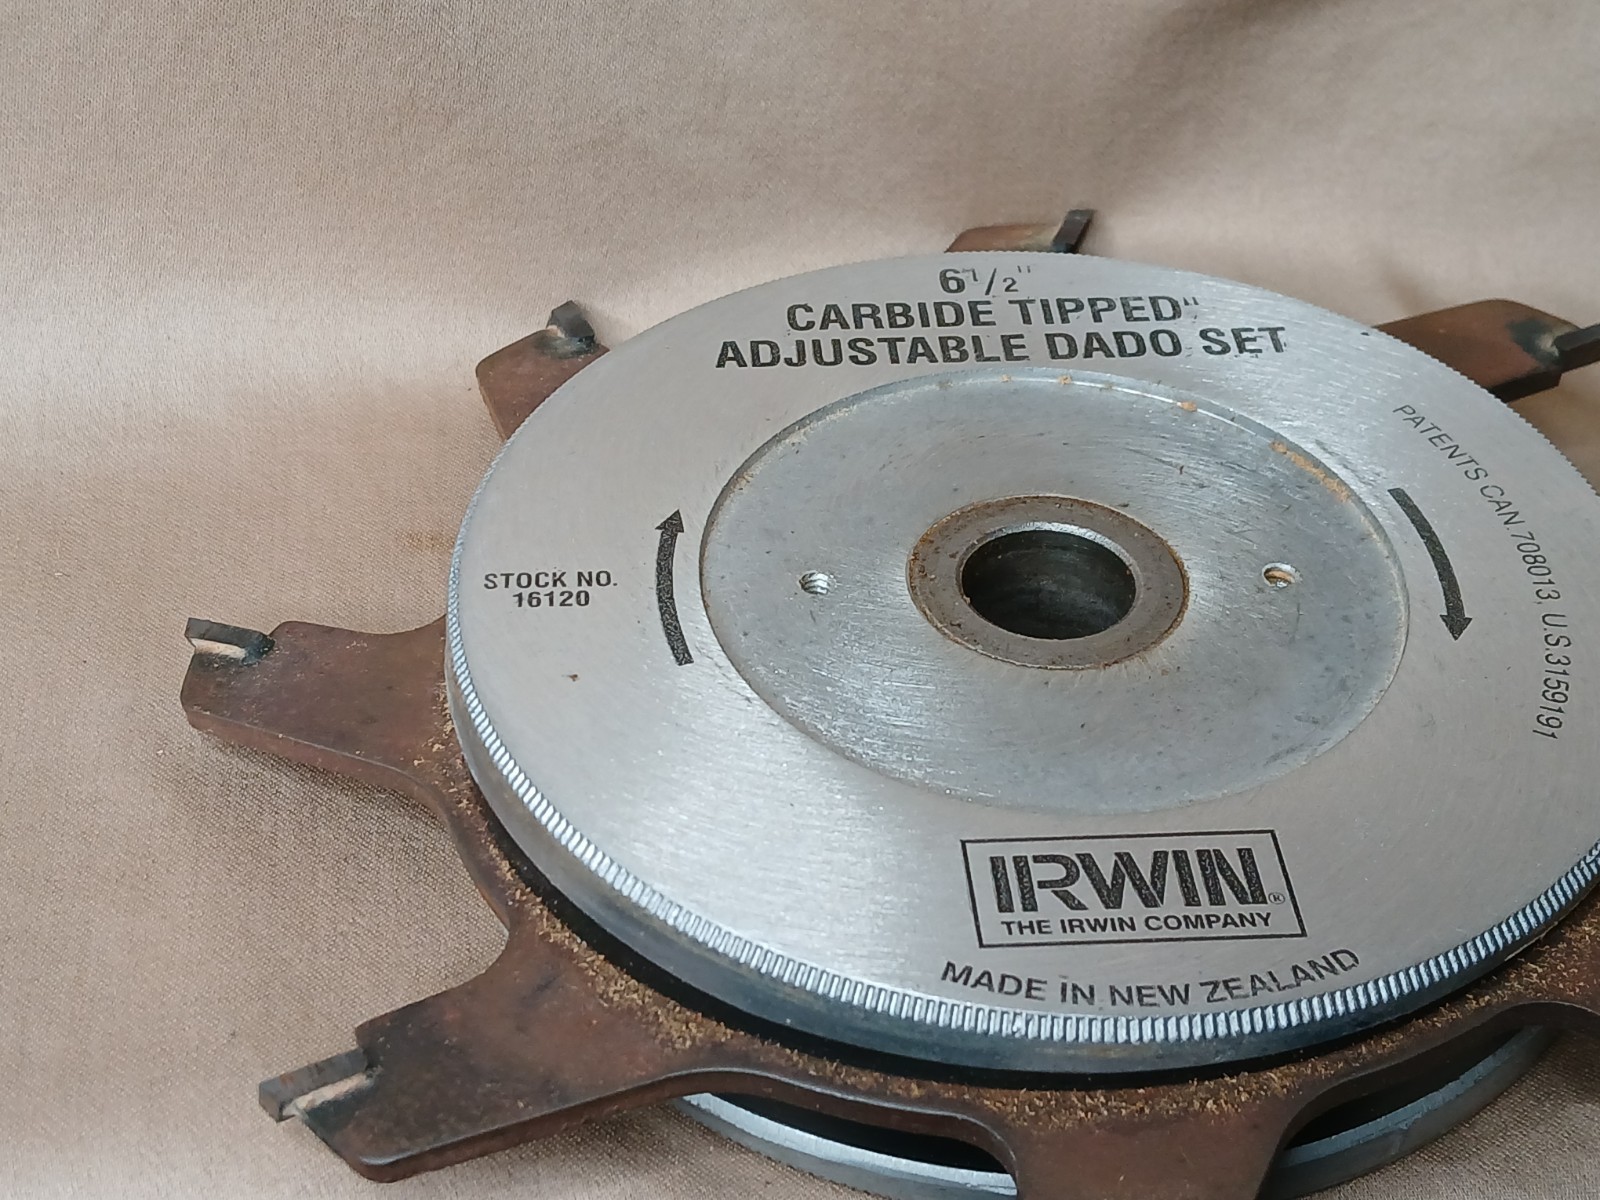 6 1/2"
CARBIDE TIPPED"
ADJUSTABLE DADO SET
PATENTS CAN.708013, U.S.3159191
STOCK NO.
16120
IRWIN®
THE IRWIN COMPANY
MADE IN NEW ZEALAND